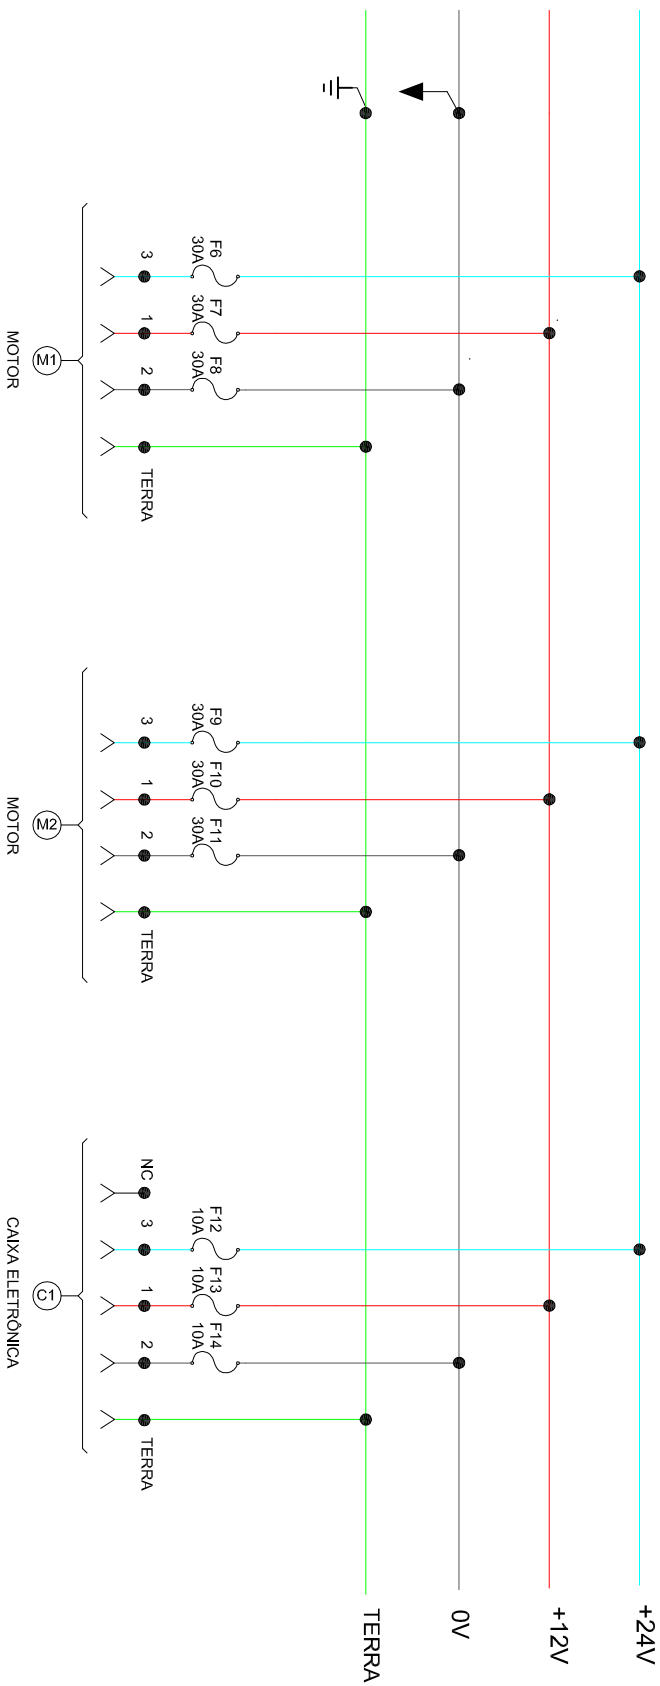 +24V
+12V
0V
TERRA
F6
30A
F7
30A
F8
30A
3
1
2
TERRA
M1
MOTOR
F9
30A
F10
30A
F11
30A
3
1
2
TERRA
M2
MOTOR
F12
10A
F13
10A
F14
10A
NC
3
1
2
TERRA
C1
CAIXA ELETRÔNICA